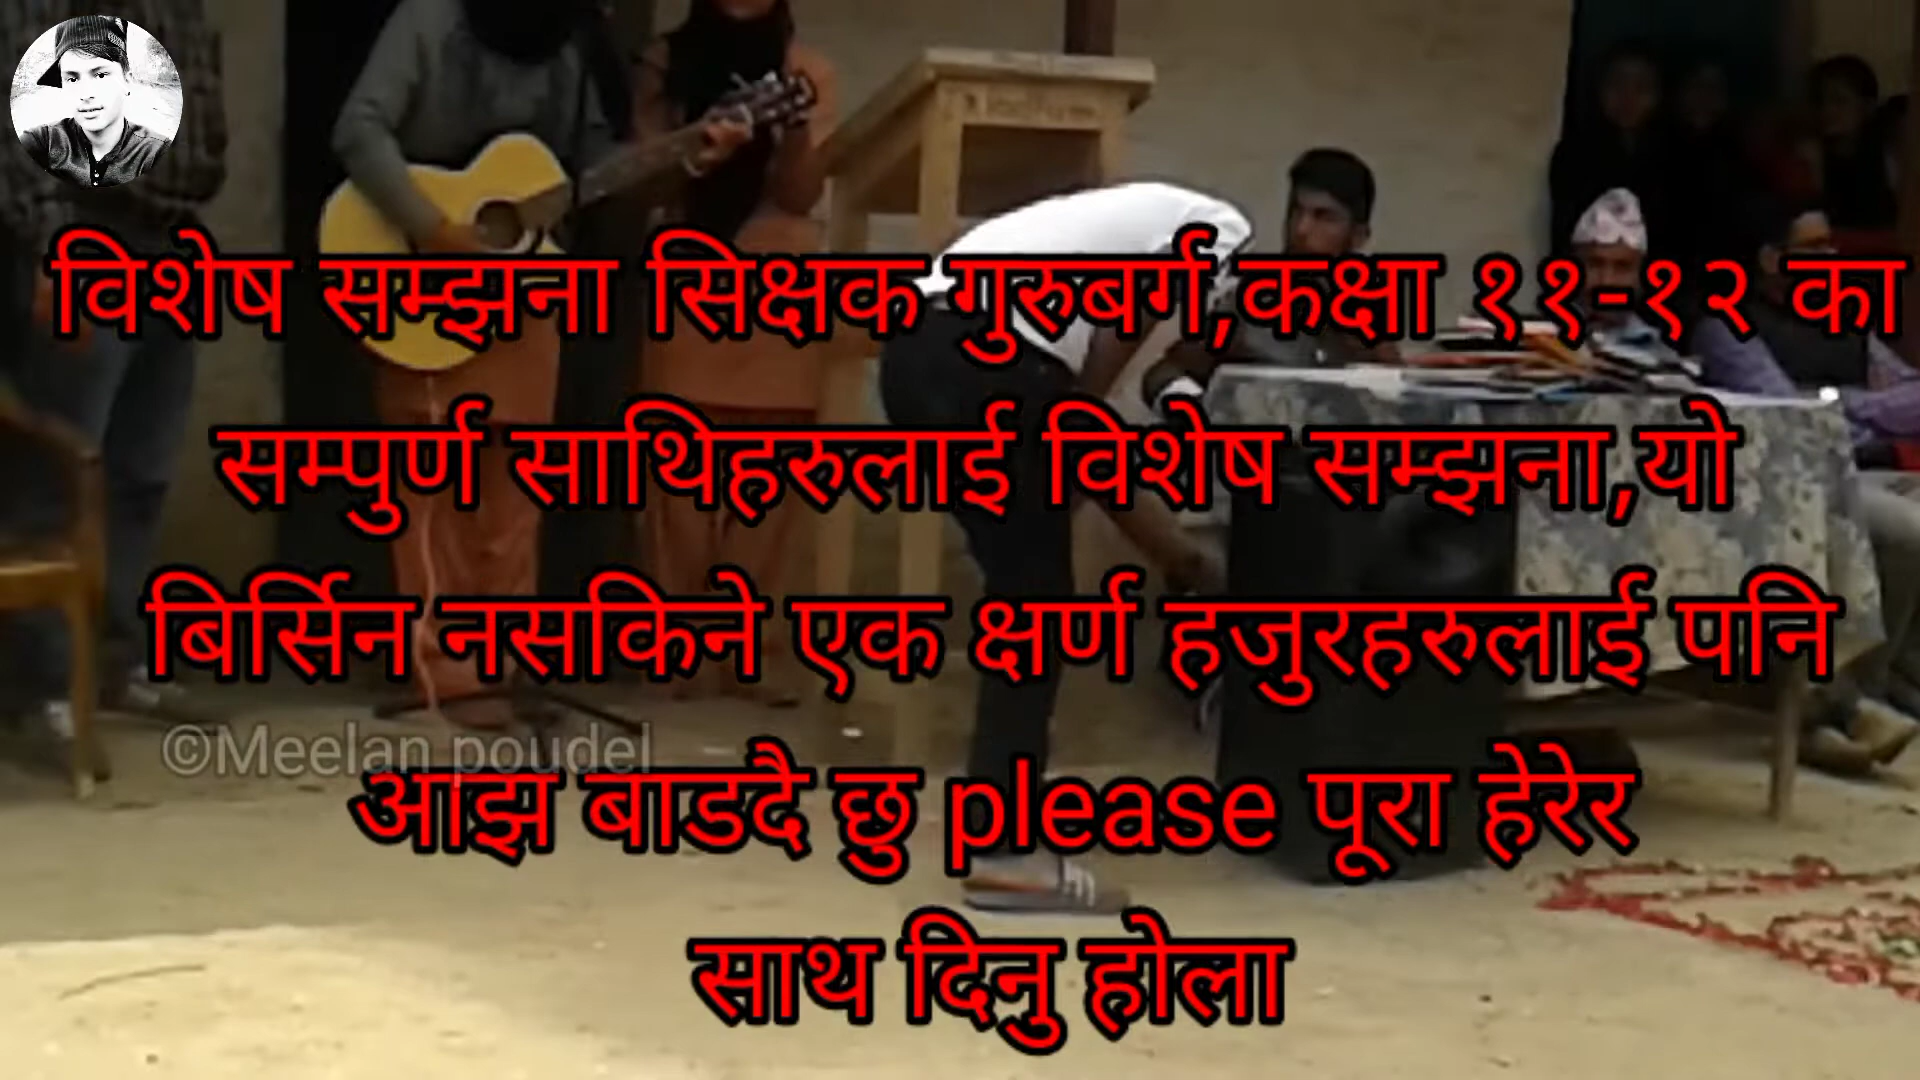 विशेष सम्झना सिक्षक गुरुबर्ग,कक्षा ११-१२ का
सम्पुर्ण साथिहरुलाई विशेष सम्झना,यो
बिर्सिन नसकिने एक क्षर्ण हजुरहरुलाई पनि
©Meelan poudel
आझ बाडदै छु please पूरा हेरेर
साथ दिनु होला